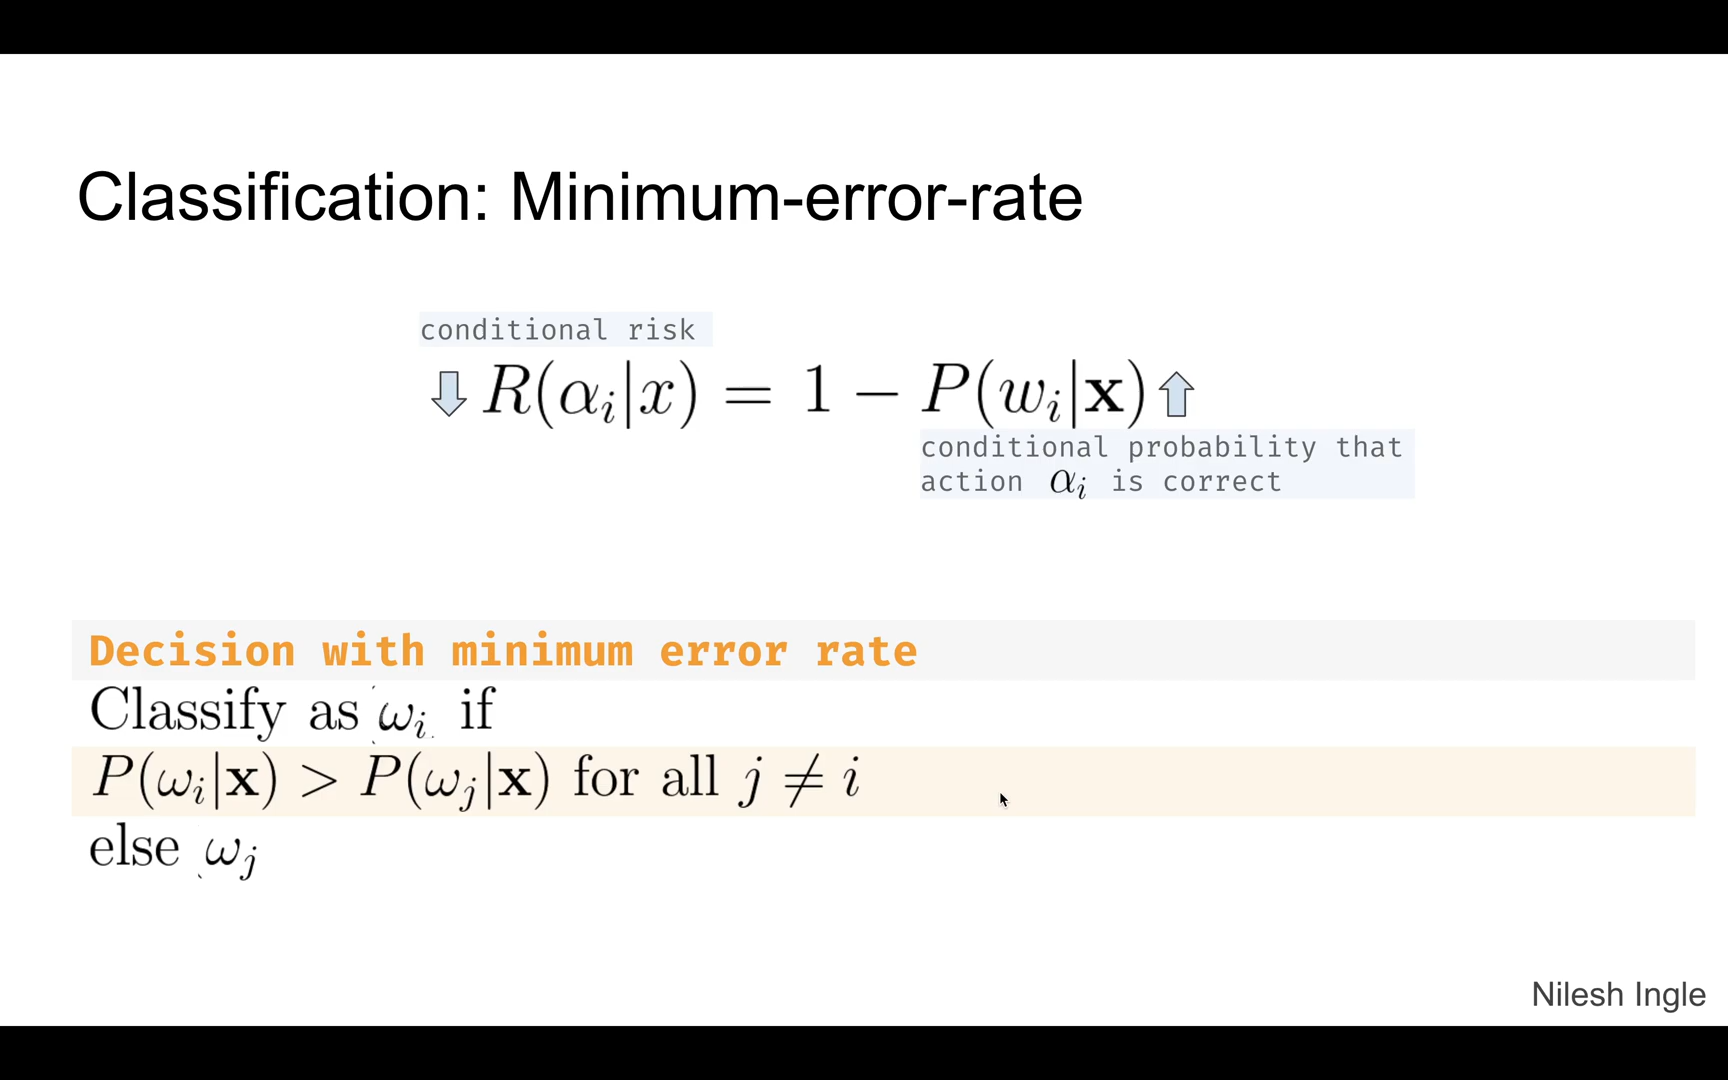 Classification: Minimum-error-rate
conditional risk
R(αᵢ|x) = 1 − P(wᵢ|𝐱)
conditional probability that
action αᵢ is correct
Decision with minimum error rate
Classify as ωᵢ if
P(ωᵢ|𝐱) > P(ωⱼ|𝐱) for all j ≠ i
else ωⱼ
Nilesh Ingle